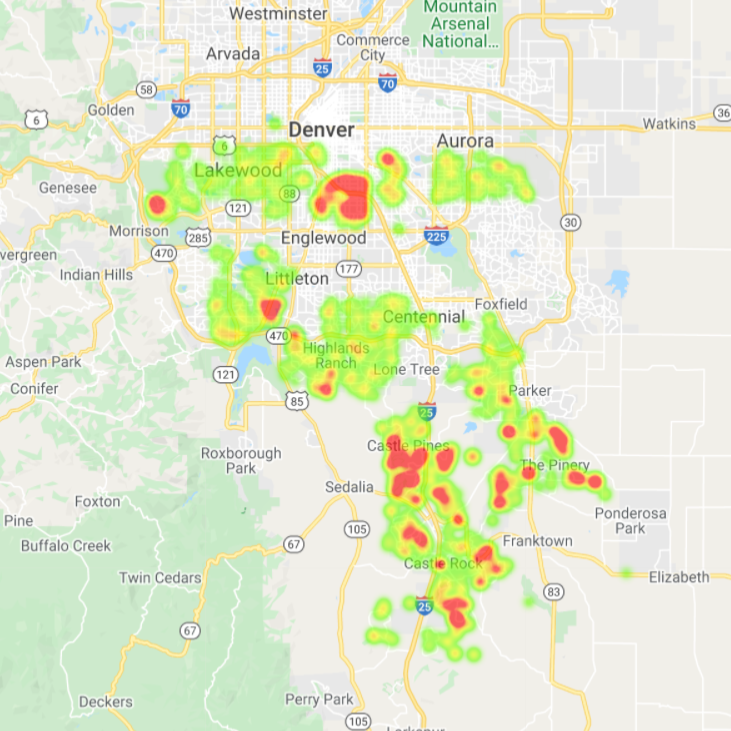 Westminster
Mountain
Arsenal
National...
Commerce
City
Arvada
25
70
58
Golden
70
6
Denver
36
Watkins
6
Aurora
Lakewood
Genesee
88
121
30
Morrison
285
Englewood
225
vergreen
470
177
Indian Hills
Littleton
Foxfield
Centennial
470
Highlands
Ranch
Aspen Park
Lone Tree
121
Conifer
Parker
85
25
Castle Pines
Roxborough
Park
The Pinery
Sedalia
Foxton
Ponderosa
Park
Pine
105
Buffalo Creek
67
Franktown
Castle Rock
Twin Cedars
Elizabeth
83
25
67
Deckers
Perry Park
105
Larkspur